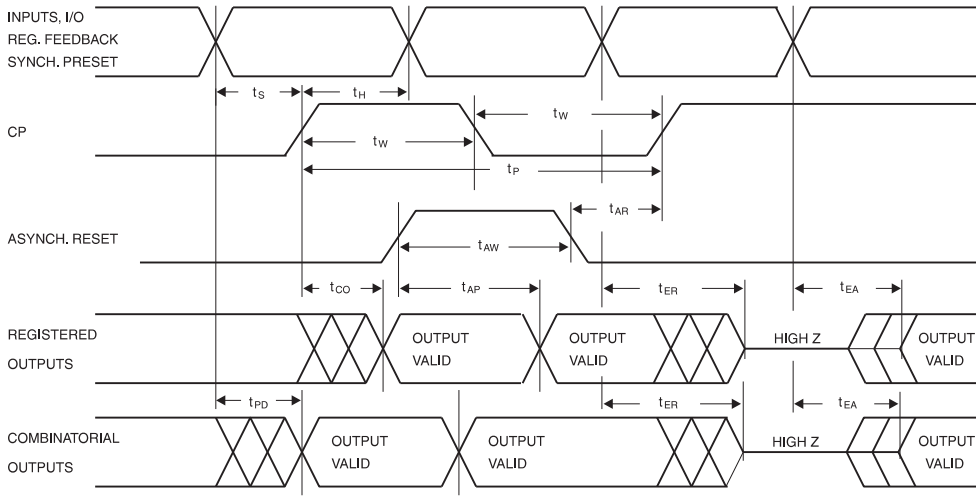 INPUTS, I/O
REG. FEEDBACK
SYNCH. PRESET
tS
tH
CP
tW
tW
tP
tAR
ASYNCH. RESET
tAW
tCO
tAP
tER
tEA
REGISTERED
OUTPUTS
OUTPUT
VALID
OUTPUT
VALID
HIGH Z
OUTPUT
VALID
tPD
tER
tEA
COMBINATORIAL
OUTPUTS
OUTPUT
VALID
OUTPUT
VALID
HIGH Z
OUTPUT
VALID